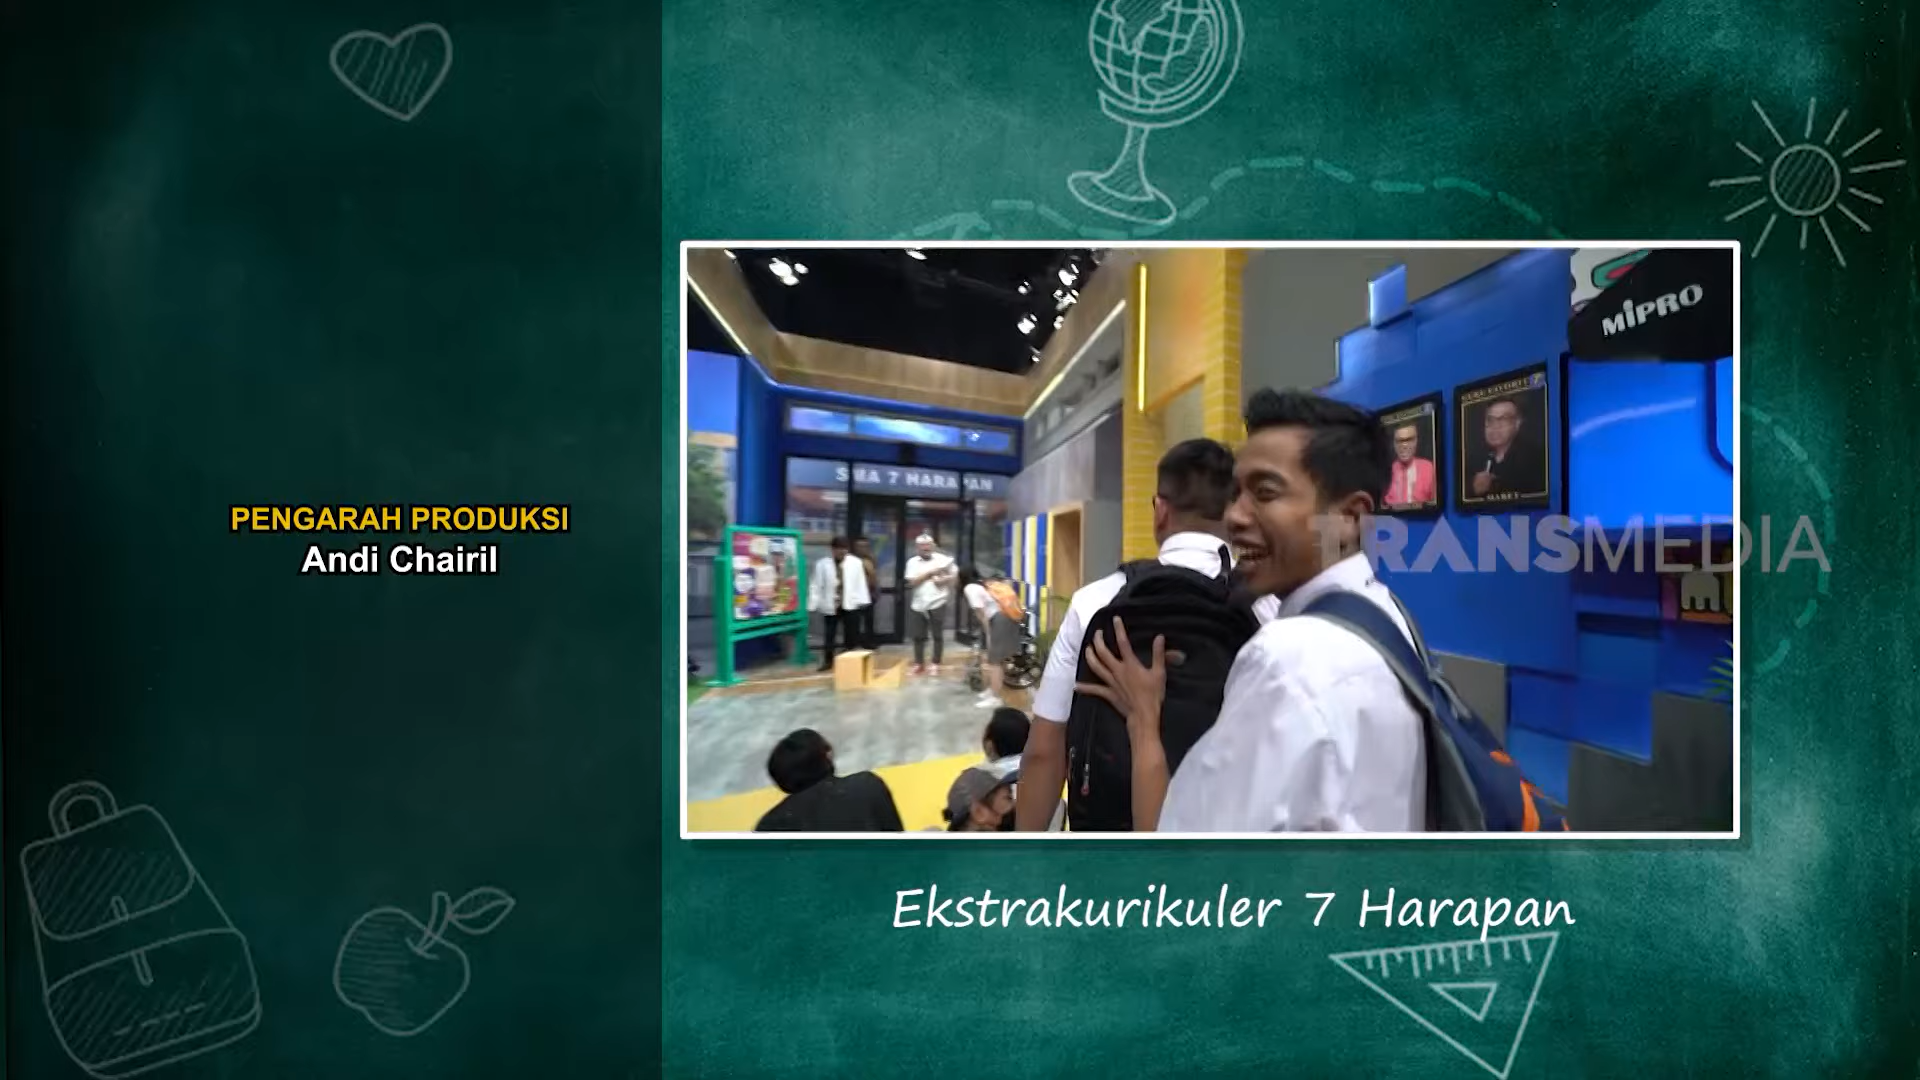 PENGARAH PRODUKSI
Andi Chairil
MIPRO
SMA 7 HARAPAN
TRANSMEDIA
Ekstrakurikuler 7 Harapan